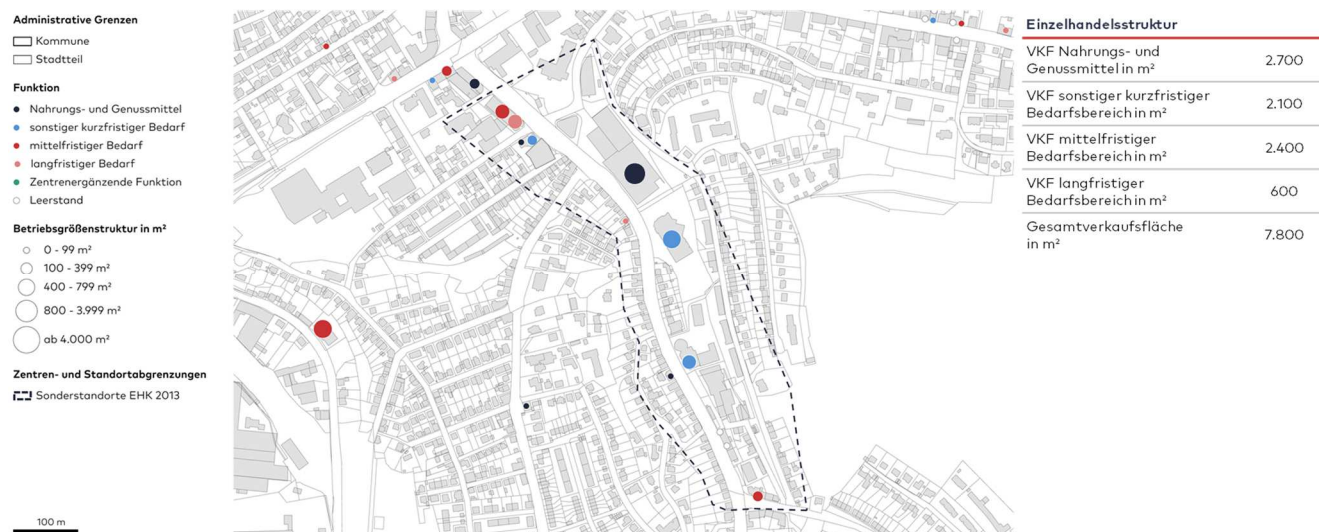 Administrative Grenzen
Kommune
Stadtteil
Funktion
Nahrungs- und Genussmittel
sonstiger kurzfristiger Bedarf
mittelfristiger Bedarf
langfristiger Bedarf
Zentrenergänzende Funktion
Leerstand
Betriebsgrößenstruktur in m²
0 - 99 m²
100 - 399 m²
400 - 799 m²
800 - 3.999 m²
ab 4.000 m²
Zentren- und Standortabgrenzungen
Sonderstandorte EHK 2013
100 m
Einzelhandelsstruktur
VKF Nahrungs- und
Genussmittel in m²
2.700
VKF sonstiger kurzfristiger
Bedarfsbereich in m²
2.100
VKF mittelfristiger
Bedarfsbereich in m²
2.400
VKF langfristiger
Bedarfsbereich in m²
600
Gesamtverkaufsfläche
in m²
7.800